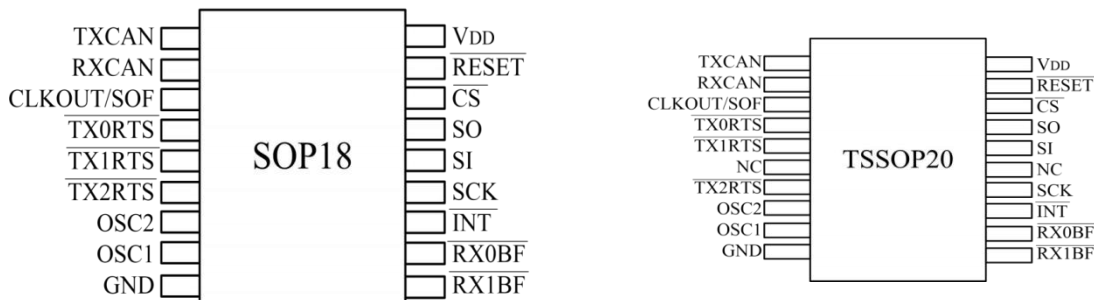 TXCAN
RXCAN
CLKOUT/SOF
TX0RTS
TX1RTS
TX2RTS
OSC2
OSC1
GND
SOP18
VDD
RESET
CS
SO
SI
SCK
INT
RX0BF
RX1BF
TXCAN
RXCAN
CLKOUT/SOF
TX0RTS
TX1RTS
NC
TX2RTS
OSC2
OSC1
GND
TSSOP20
VDD
RESET
CS
SO
SI
NC
SCK
INT
RX0BF
RX1BF